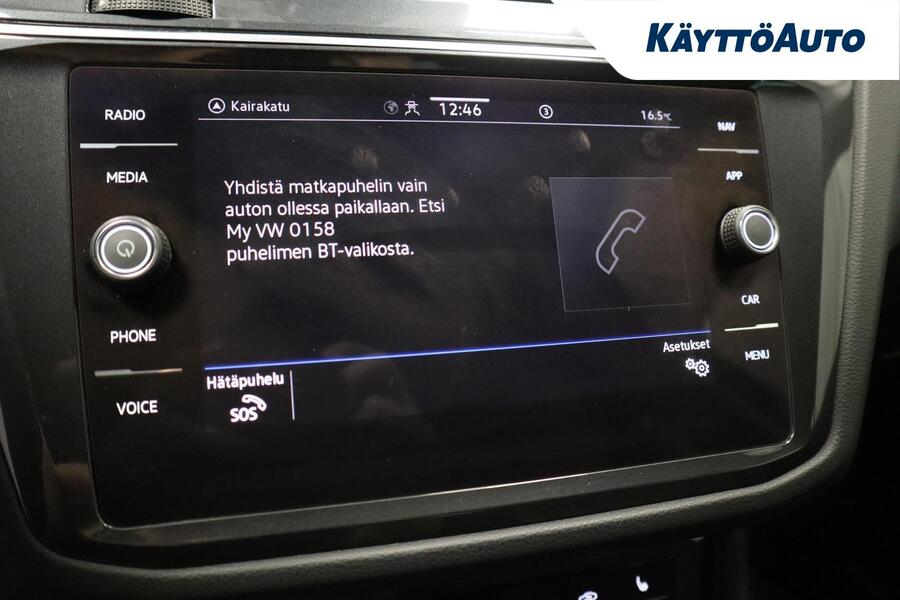 KÄYTTÖAUTO
RADIO
MEDIA
PHONE
VOICE
Kairakatu
12:46
3
16.5°C
Yhdistä matkapuhelin vain
auton ollessa paikallaan. Etsi
My VW 0158
puhelimen BT-valikosta.
Asetukset
Hätäpuhelu
SOS
NAV
APP
CAR
MENU